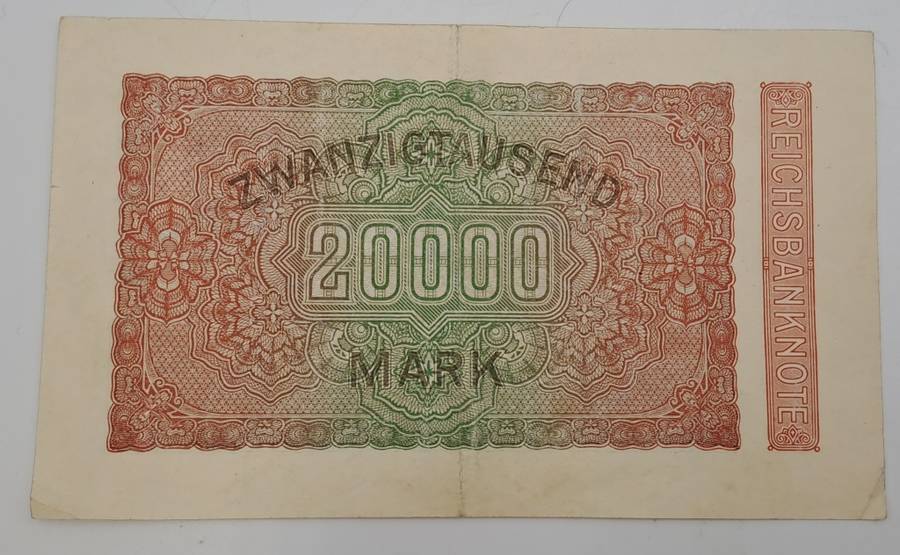 ZWANZIGTAUSEND
20000
MARK
REICHSBANKNOTE